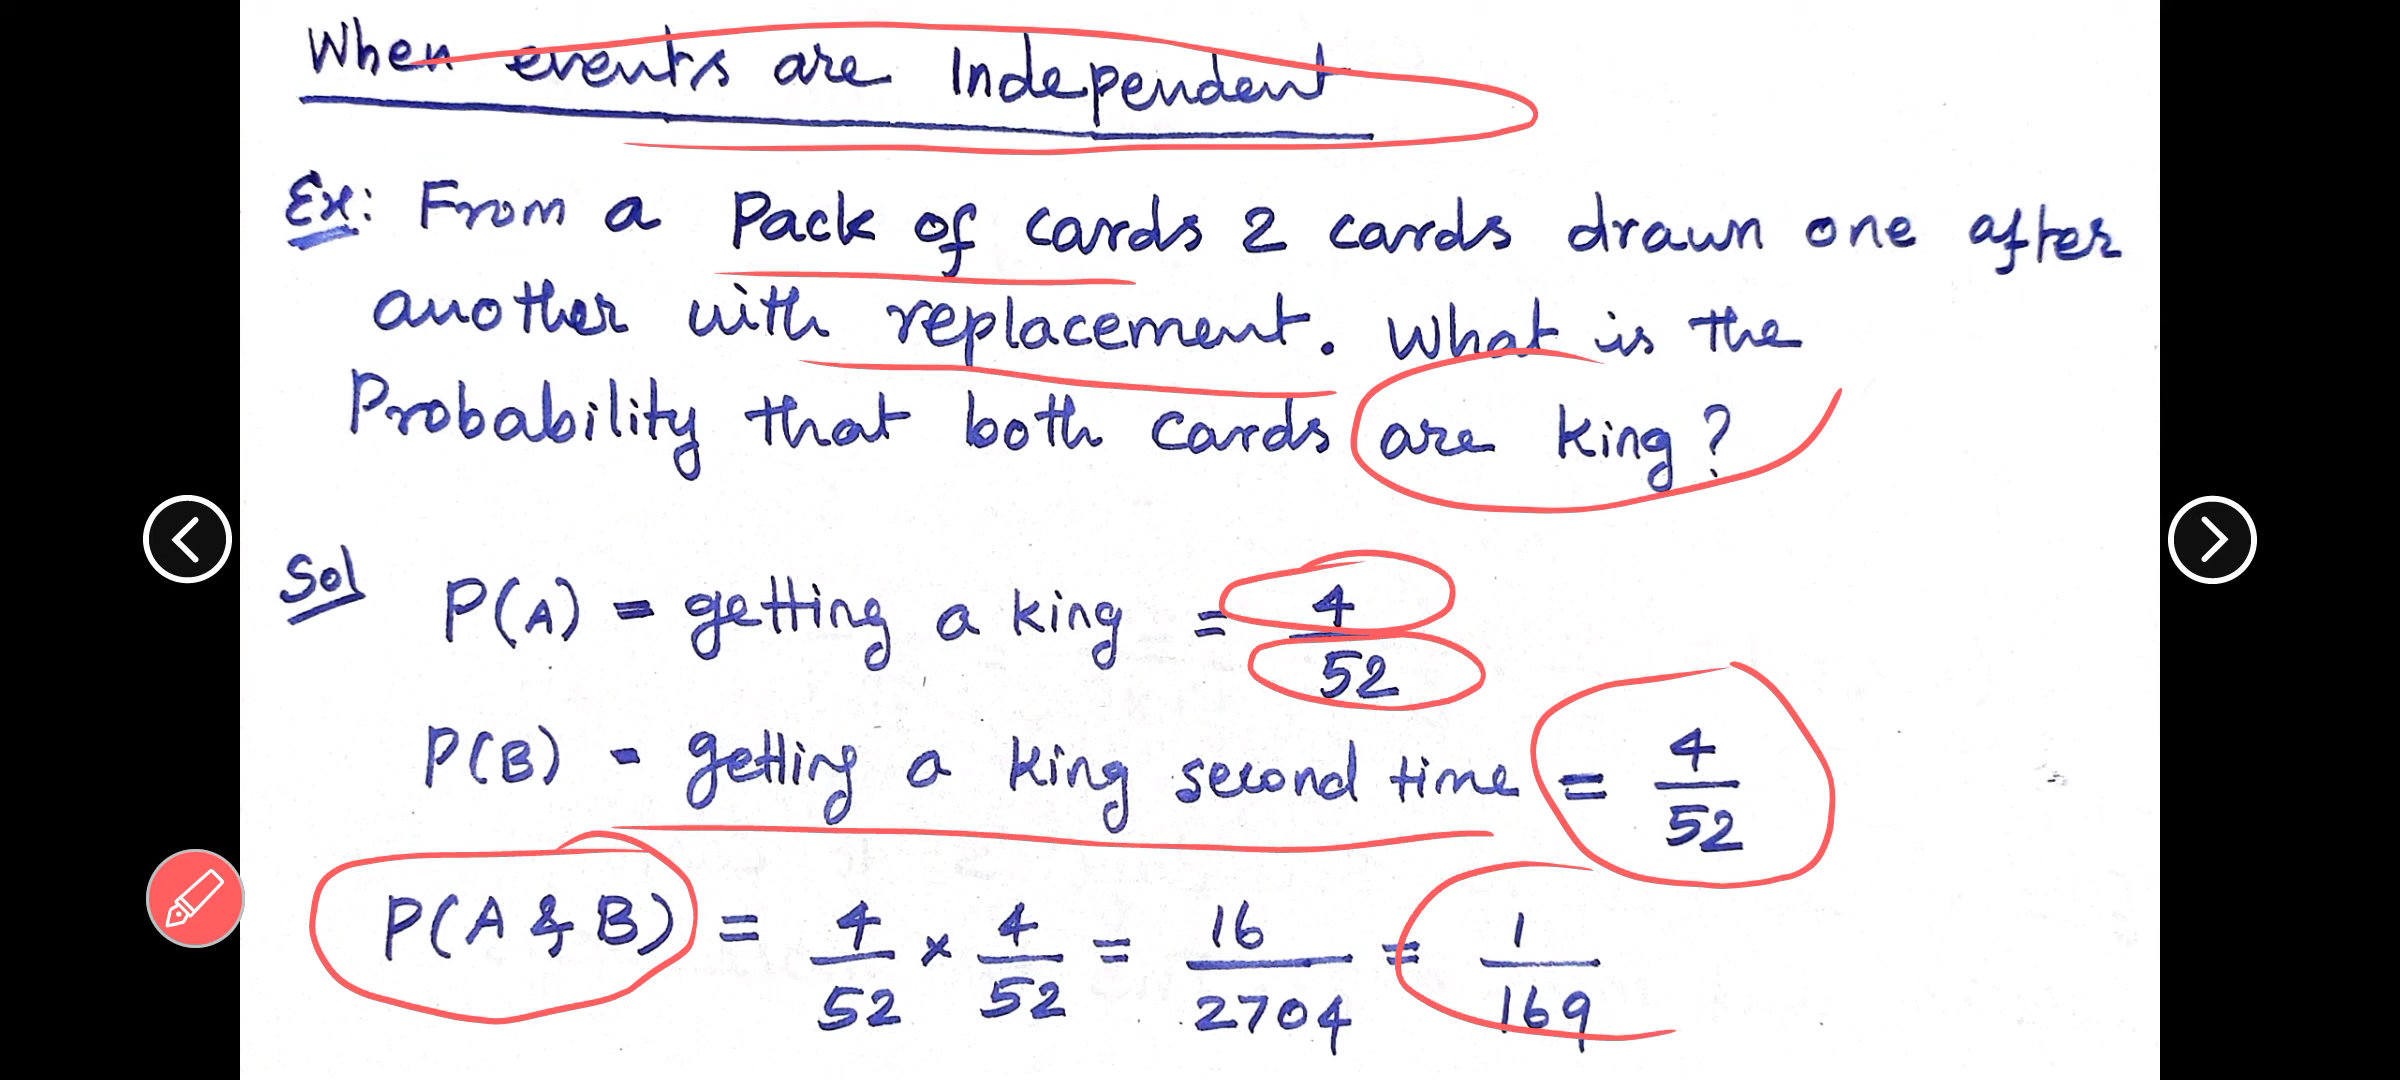 When events are Independent
Ex: From a Pack of cards 2 cards drawn one after
another with replacement. What is the
Probability that both cards are king?
Sol P(A) = getting a king = 4/52
P(B) = getting a king second time = 4/52
P(A & B) = 4/52 × 4/52 = 16/2704 = 1/169